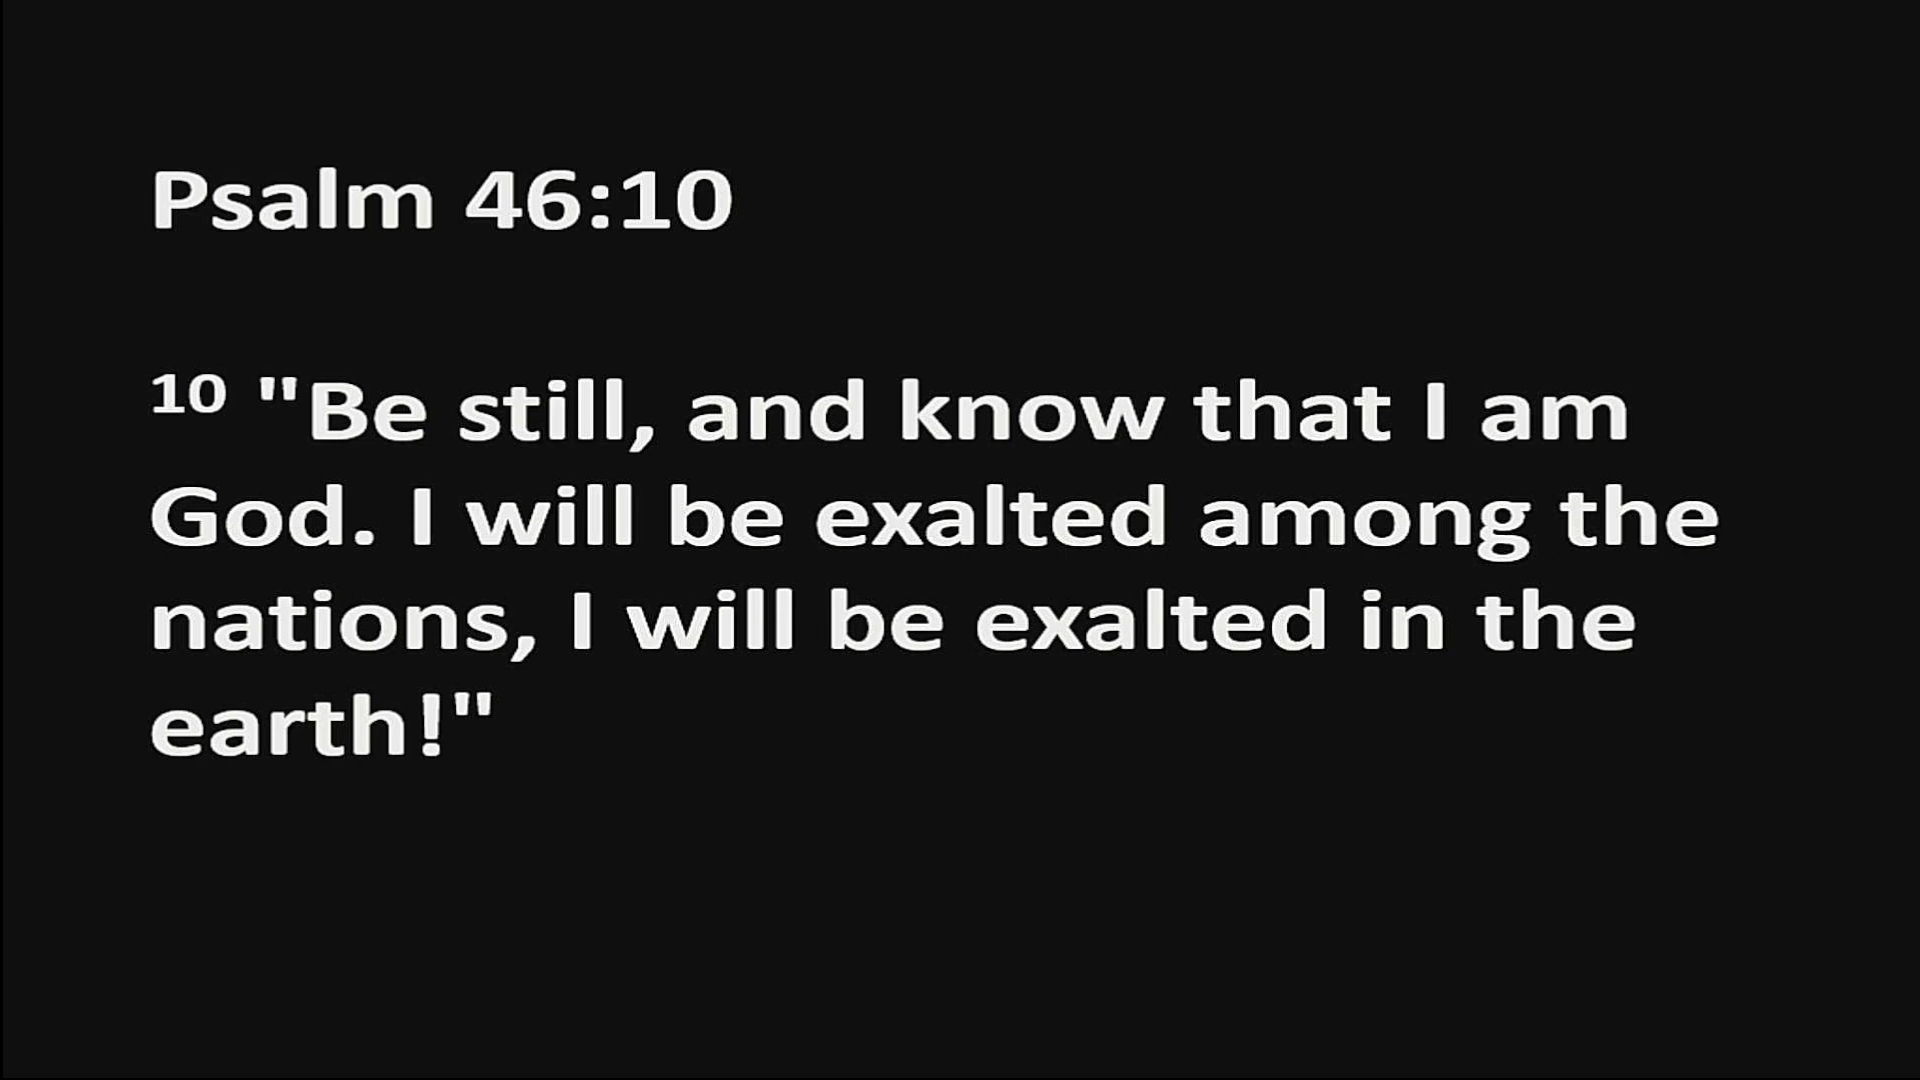 Psalm 46:10
10 "Be still, and know that I am
God. I will be exalted among the
nations, I will be exalted in the
earth!"